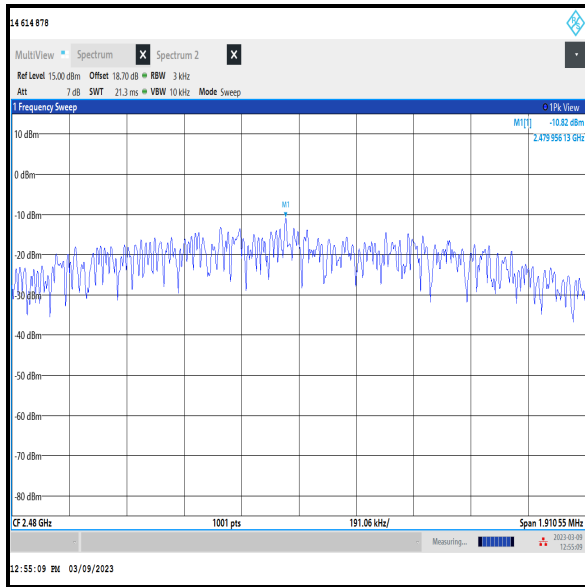 14 614 878
R&S
MultiView Spectrum X Spectrum 2 X
Ref Level 15.00 dBm Offset 18.70 dB RBW 3 kHz
Att 7 dB SWT 21.3 ms VBW 10 kHz Mode Sweep
1 Frequency Sweep 1Pk View
M1[1] -10.82 dBm
2.479 956 13 GHz
10 dBm
0 dBm
M1
-10 dBm
-20 dBm
-30 dBm
-40 dBm
-50 dBm
-60 dBm
-70 dBm
-80 dBm
CF 2.48 GHz 1001 pts 191.06 kHz/ Span 1.910 55 MHz
Measuring... 2023-03-09
12:55:09
12:55:09 PM 03/09/2023